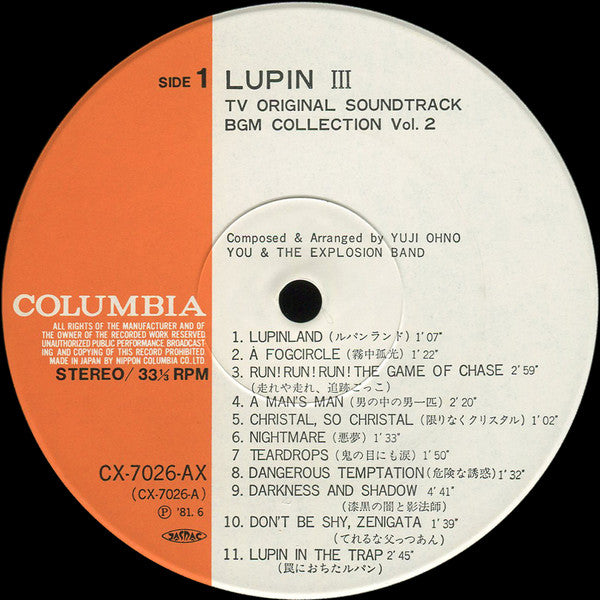 SIDE 1
LUPIN III
TV ORIGINAL SOUNDTRACK
BGM COLLECTION Vol. 2
Composed & Arranged by YUJI OHNO
YOU & THE EXPLOSION BAND
COLUMBIA
ALL RIGHTS OF THE MANUFACTURER AND OF
THE OWNER OF THE RECORDED WORK RESERVED
UNAUTHORIZED PUBLIC PERFORMANCE BROADCAST
ING AND COPYING OF THIS RECORD PROHIBITED.
MADE IN JAPAN BY NIPPON COLUMBIA CO.,LTD.
STEREO/ 33⅓ RPM
CX-7026-AX
(CX-7026-A)
Ⓟ '81. 6
JASRAC
1. LUPINLAND (ルパンランド) 1'07"
2. À FOGCIRCLE (霧中孤光) 1'22"
3. RUN! RUN! RUN! THE GAME OF CHASE 2'59"
(走れや走れ、追跡ごっこ)
4. A MAN'S MAN (男の中の男一匹) 2'20"
5. CHRISTAL, SO CHRISTAL (限りなくクリスタル) 1'02"
6. NIGHTMARE (悪夢) 1'33"
7 TEARDROPS (鬼の目にも涙) 1'50"
8. DANGEROUS TEMPTATION (危険な誘惑) 1'32"
9. DARKNESS AND SHADOW 4'41"
(漆黒の闇と影法師)
10. DON'T BE SHY, ZENIGATA 1'39"
(てれるな父っつあん)
11. LUPIN IN THE TRAP 2'45"
(罠におちたルパン)